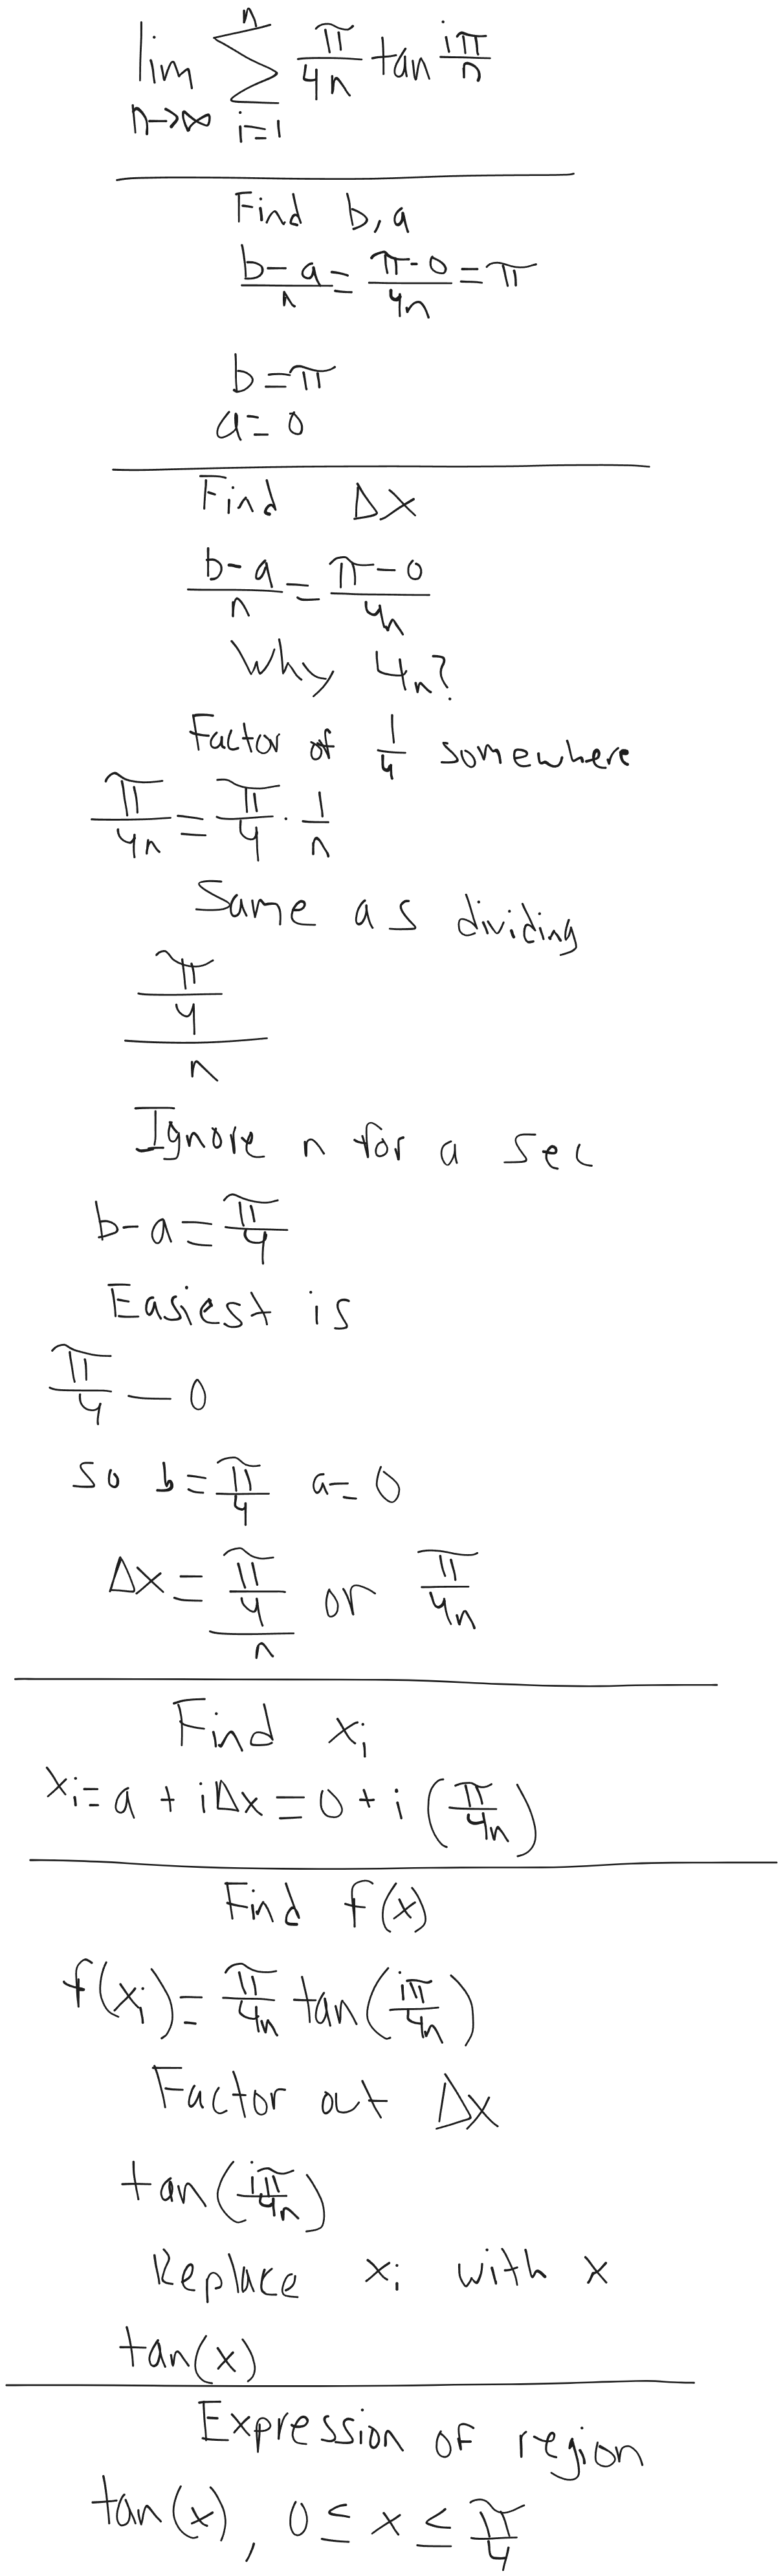 lim n→∞ n Σ i=1 π/4n tan iπ/n
Find b, a
b-a/n = π-0/4n = π
b=π
a=0
Find Δx
b-a/n = π-0/4n
Why 4n?
Factor of 1/4 somewhere
π/4n = π/4 · 1/n
Same as dividing
π/4/n
Ignore n for a sec
b-a=π/4
Easiest is
π/4 - 0
so b=π/4 a=0
Δx = π/4/n or π/4n
Find xi
xi = a + iΔx = 0 + i (π/4n)
Find f(x)
f(xi) = π/4n tan(iπ/4n)
Factor out Δx
tan(iπ/4n)
Replace xi with x
tan(x)
Expression of region
tan(x), 0 ≤ x ≤ π/4